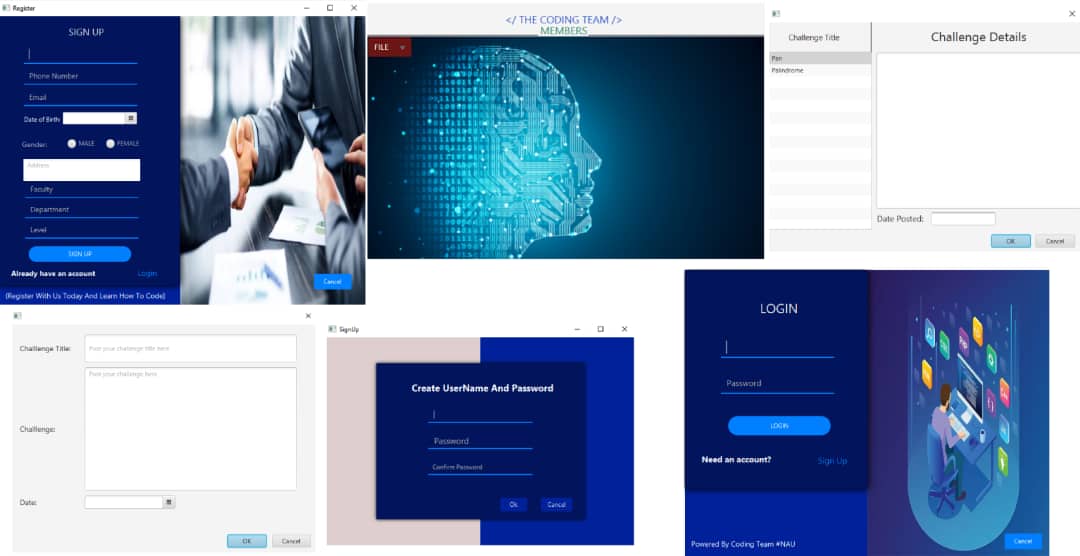 Register
SIGN UP
Phone Number
Email
Date of Birth:
Gender: MALE FEMALE
Address
Faculty
Department
Level
SIGN UP
Already have an account Login
(Register With Us Today And Learn How To Code)
Cancel
</ THE CODING TEAM />
MEMBERS
FILE
Challenge Title
Pan
Palindrome
Challenge Details
Date Posted:
OK Cancel
Challenge Title: Post your challenge title here
Challenge: Post your challenge here
Date:
OK Cancel
SignUp
Create UserName And Password
Password
Confirm Password
Ok Cancel
LOGIN
Password
LOGIN
Need an account? Sign Up
Powered By Coding Team #NAU
PHP
Cancel